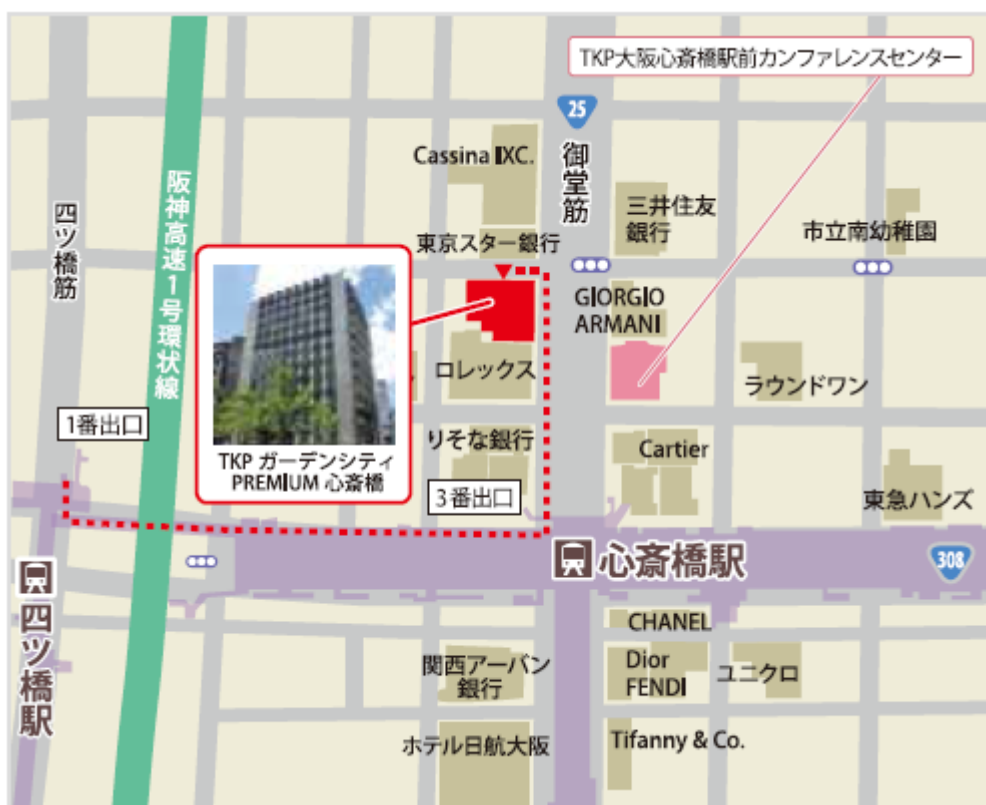 TKP大阪心斎橋駅前カンファレンスセンター
25
御堂筋
Cassina IXC.
四ツ橋筋
阪神高速1号環状線
三井住友
銀行
市立南幼稚園
東京スター銀行
GIORGIO
ARMANI
ロレックス
ラウンドワン
1番出口
りそな銀行
TKP ガーデンシティ
PREMIUM 心斎橋
3番出口
Cartier
東急ハンズ
心斎橋駅
308
四ツ橋駅
CHANEL
関西アーバン
銀行
Dior
FENDI
ユニクロ
ホテル日航大阪
Tifanny & Co.